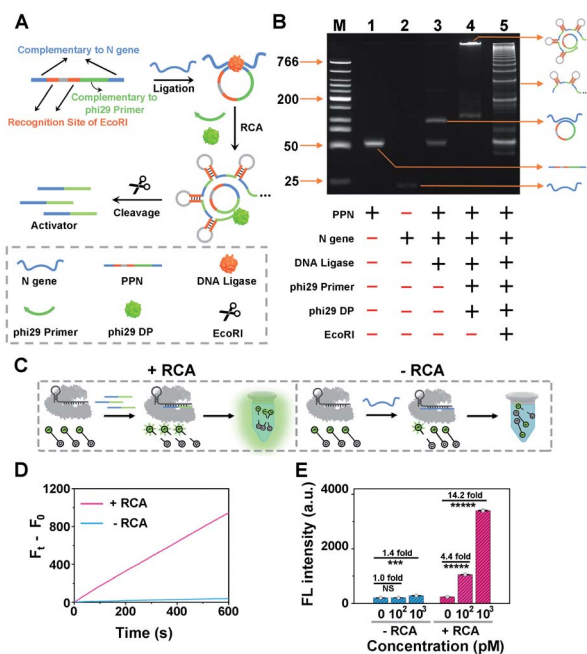 A
Complementary to N gene
Ligation
Complementary to
phi29 Primer
Recognition Site of EcoRI
RCA
Cleavage
Activator
N gene
PPN
DNA Ligase
phi29 Primer
phi29 DP
EcoRI
B
M 1 2 3 4 5
766
200
50
25
PPN + − + + +
N gene − + + + +
DNA Ligase − − + + +
phi29 Primer − − − + +
phi29 DP − − − + +
EcoRI − − − − +
C
+ RCA
- RCA
D
+ RCA
- RCA
Ft - F0
1200
800
400
0
0 200 400 600
Time (s)
E
FL intensity (a.u.)
4000
2000
0
14.2 fold
*****
4.4 fold
*****
1.4 fold
***
1.0 fold
NS
0 10² 10³ 0 10² 10³
- RCA + RCA
Concentration (pM)